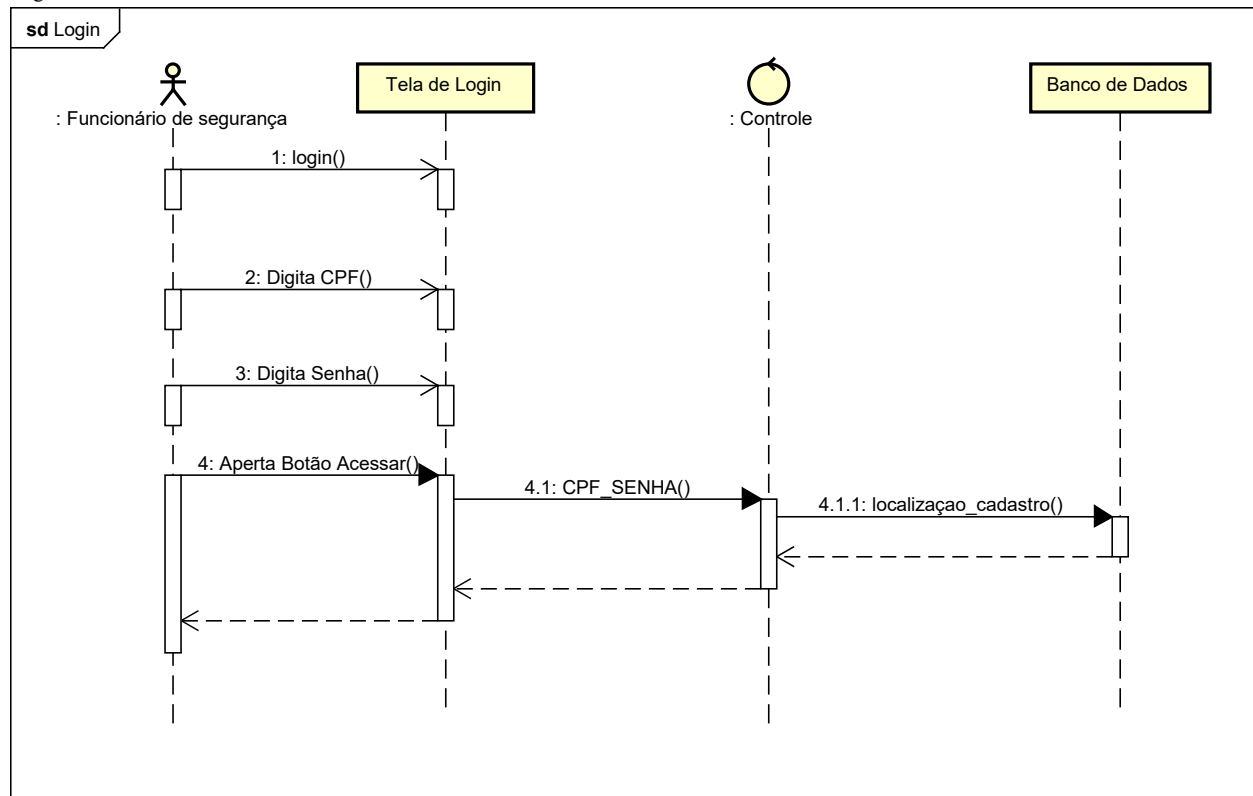 sd Login
: Funcionário de segurança
Tela de Login
: Controle
Banco de Dados
1: login()
2: Digita CPF()
3: Digita Senha()
4: Aperta Botão Acessar()
4.1: CPF_SENHA()
4.1.1: localizaçao_cadastro()